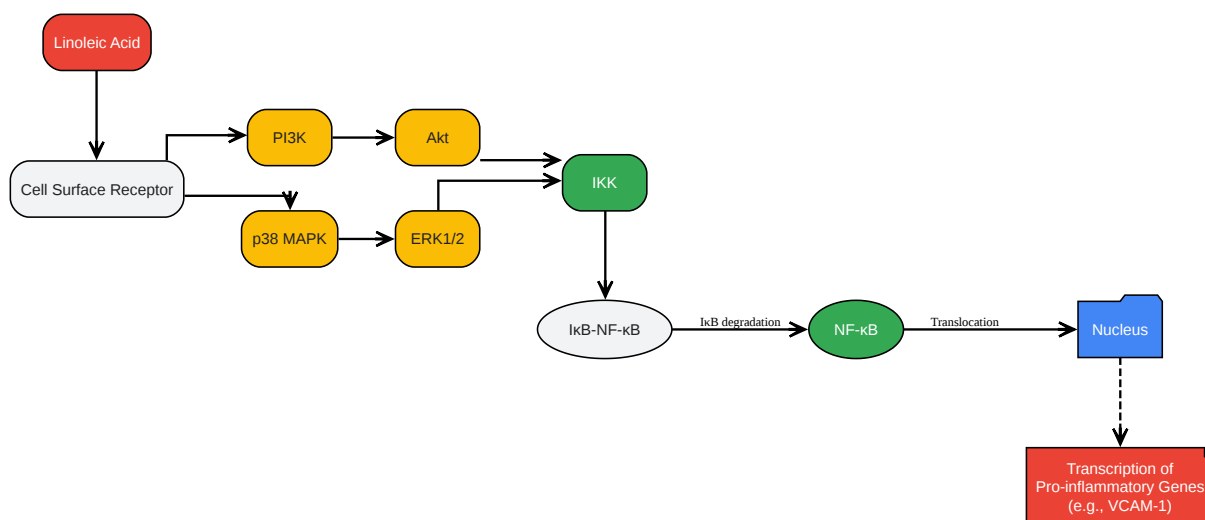 Linoleic Acid
PI3K
Akt
Cell Surface Receptor
IKK
p38 MAPK
ERK1/2
IκB-NF-κB
IκB degradation
NF-κB
Translocation
Nucleus
Transcription of
Pro-inflammatory Genes
(e.g., VCAM-1)